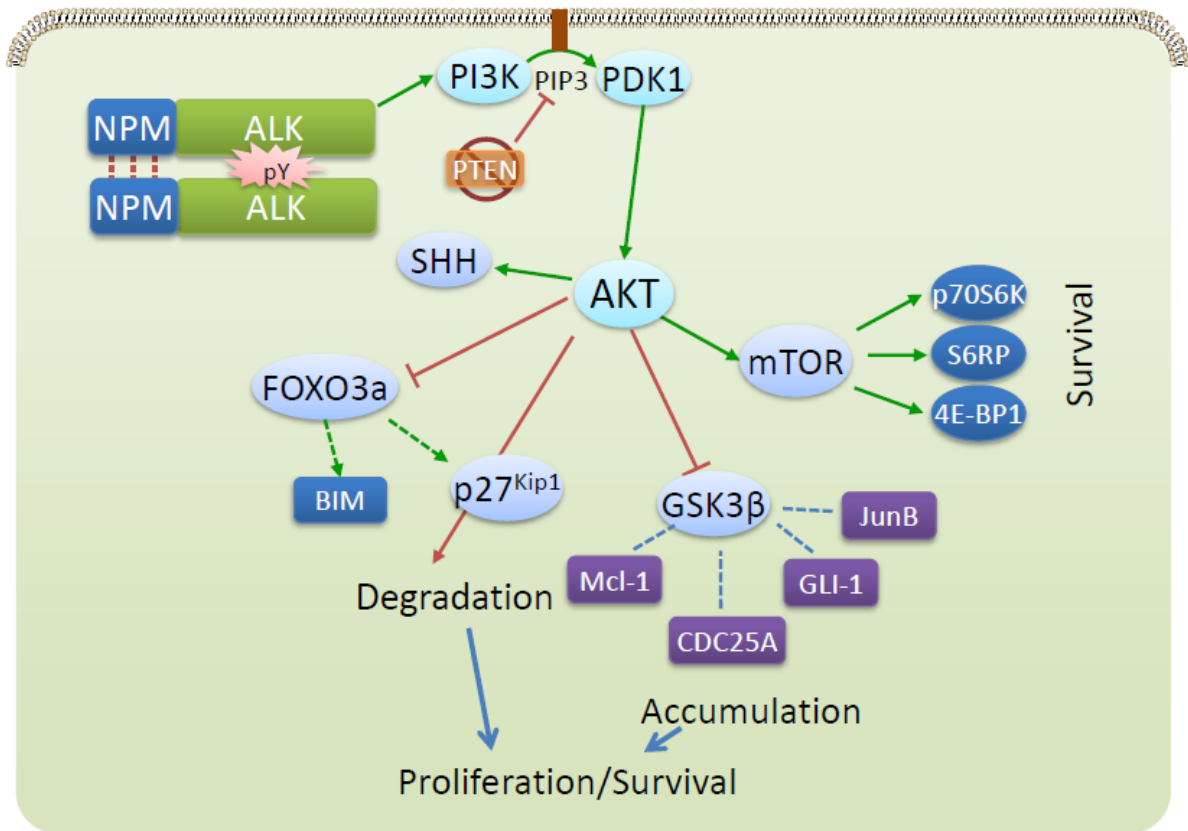 PI3K
PIP3
PDK1
NPM
ALK
pY
NPM
ALK
PTEN
SHH
AKT
p70S6K
S6RP
4E-BP1
Survival
mTOR
FOXO3a
BIM
p27Kip1
GSK3β
JunB
Mcl-1
GLI-1
CDC25A
Degradation
Accumulation
Proliferation/Survival